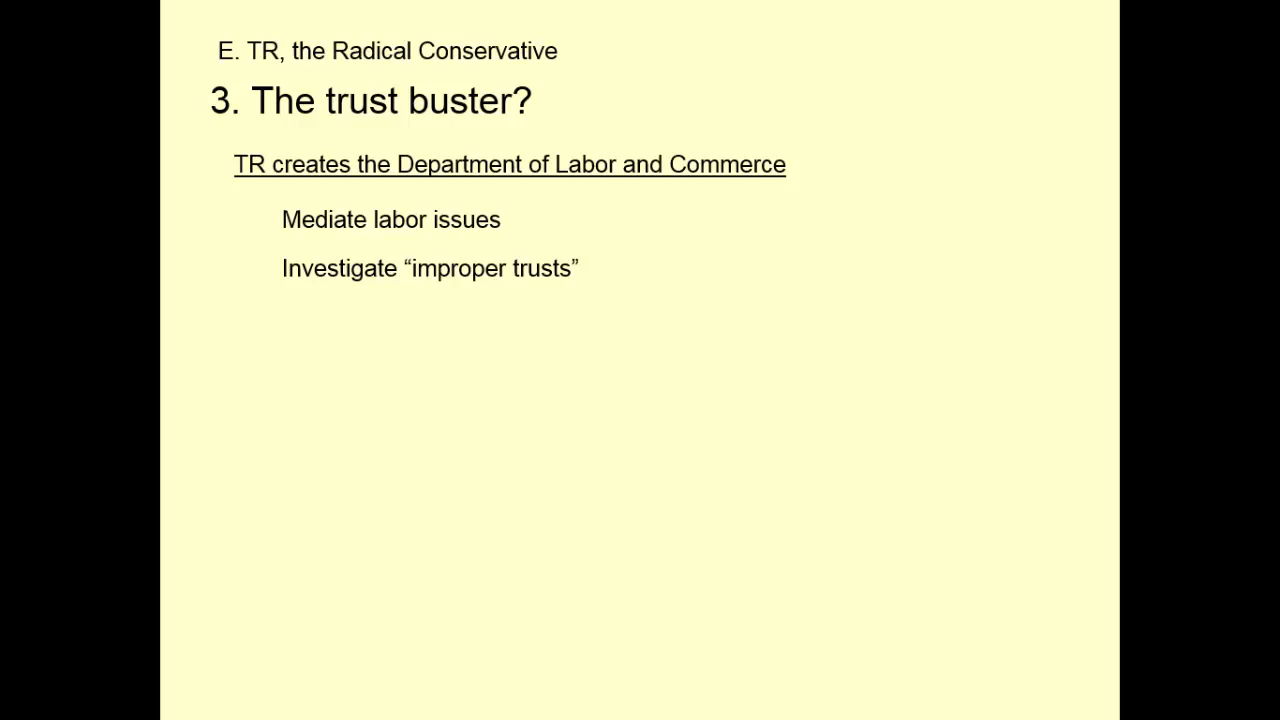 E. TR, the Radical Conservative
3. The trust buster?
TR creates the Department of Labor and Commerce
Mediate labor issues
Investigate “improper trusts”